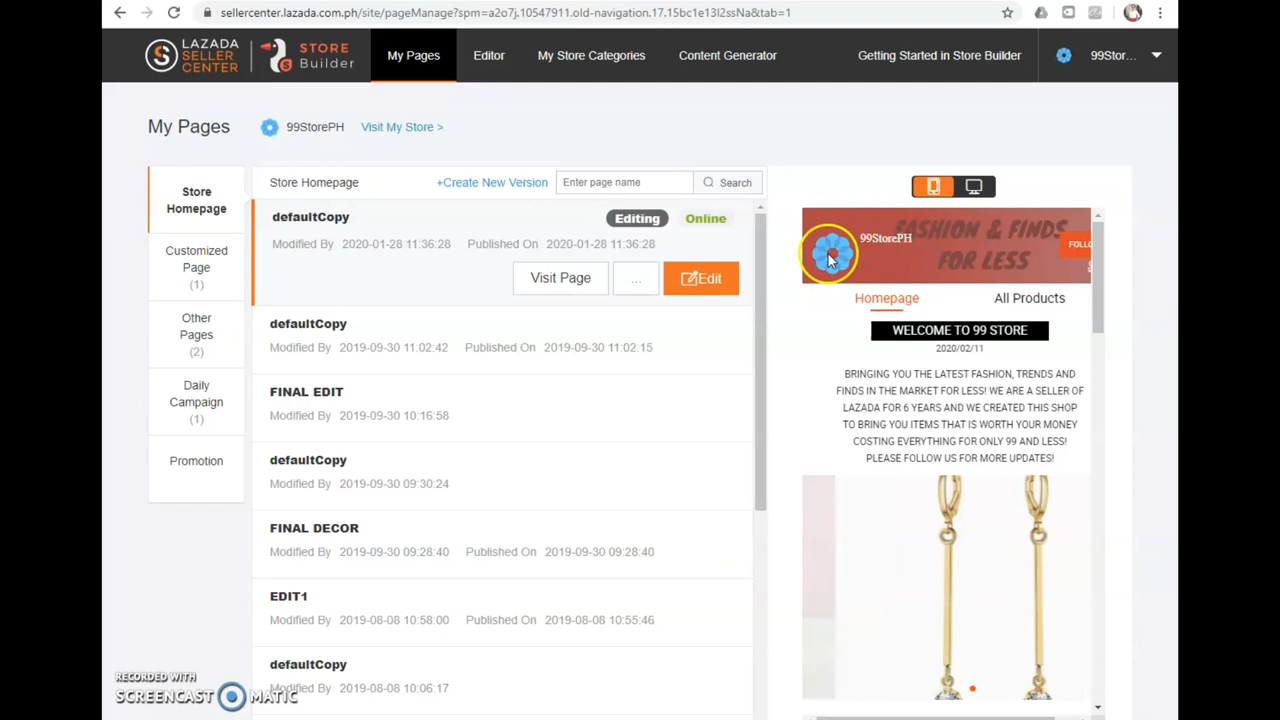 sellercenter.lazada.com.ph/site/pageManage?spm=a2o7j.10547911.old-navigation.17.15bc1e13l2ssNa&tab=1
LAZADA SELLER CENTER
STORE Builder
My Pages
Editor
My Store Categories
Content Generator
Getting Started in Store Builder
99Stor...
My Pages
99StorePH
Visit My Store >
Store Homepage
Customized Page (1)
Other Pages (2)
Daily Campaign (1)
Promotion
Store Homepage
+Create New Version
Enter page name
Search
defaultCopy
Editing
Online
Modified By 2020-01-28 11:36:28 Published On 2020-01-28 11:36:28
Visit Page
...
Edit
defaultCopy
Modified By 2019-09-30 11:02:42 Published On 2019-09-30 11:02:15
FINAL EDIT
Modified By 2019-09-30 10:16:58
defaultCopy
Modified By 2019-09-30 09:30:24
FINAL DECOR
Modified By 2019-09-30 09:28:40 Published On 2019-09-30 09:28:40
EDIT1
Modified By 2019-08-08 10:58:00 Published On 2019-08-08 10:55:46
defaultCopy
Modified By 2019-08-08 10:06:17
99StorePH
FASHION & FINDS
FOR LESS
FOLL
Homepage
All Products
WELCOME TO 99 STORE
2020/02/11
BRINGING YOU THE LATEST FASHION, TRENDS AND
FINDS IN THE MARKET FOR LESS! WE ARE A SELLER OF
LAZADA FOR 6 YEARS AND WE CREATED THIS SHOP
TO BRING YOU ITEMS THAT IS WORTH YOUR MONEY
COSTING EVERYTHING FOR ONLY 99 AND LESS!
PLEASE FOLLOW US FOR MORE UPDATES!
RECORDED WITH
SCREENCAST MATIC